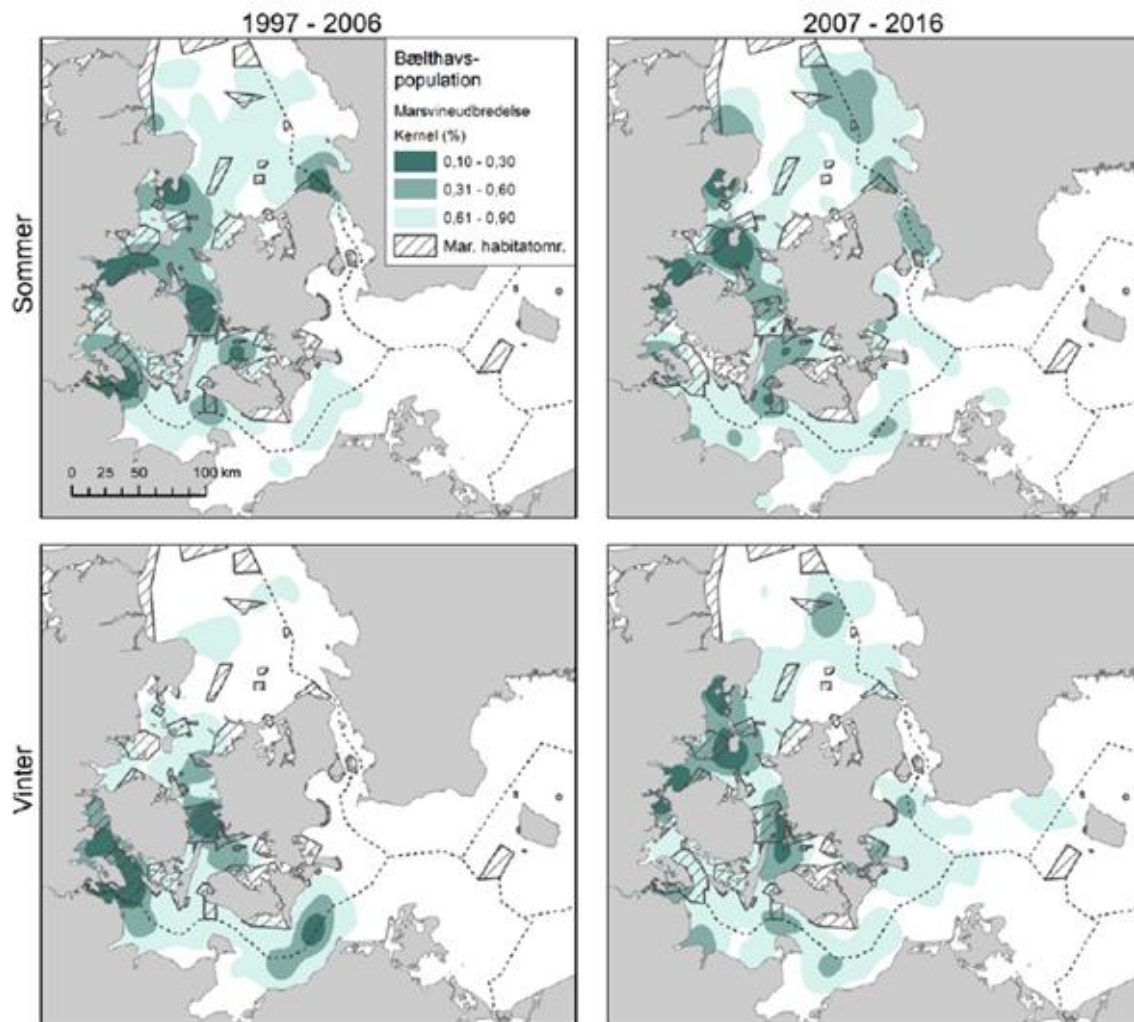 1997 - 2006
2007 - 2016
Sommer
Bælthavs-
population
Marsvineudbredelse
Kernel (%)
0,10 - 0,30
0,31 - 0,60
0,61 - 0,90
Mar. habitatomr.
0 25 50 100 km
Vinter